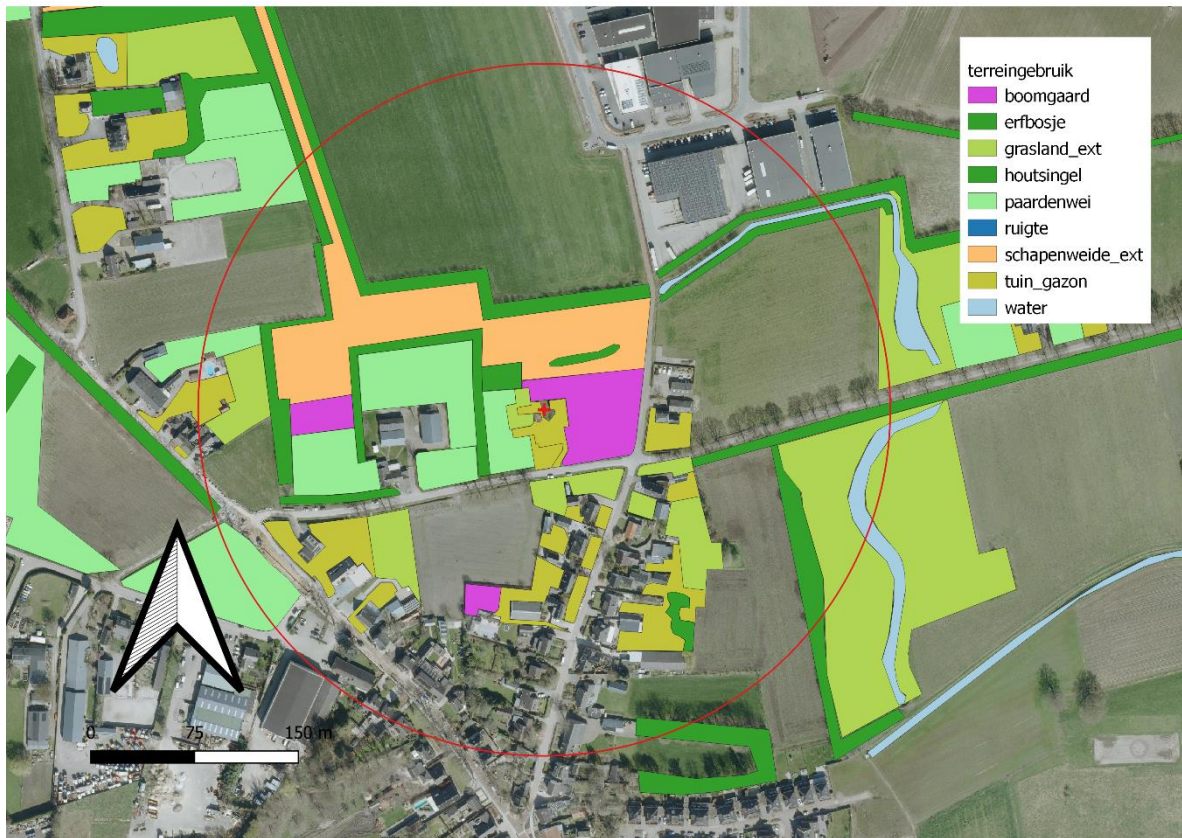 terreingebruik
boomgaard
erfbosje
grasland_ext
houtsingel
paardenwei
ruigte
schapenweide_ext
tuin_gazon
water
0 75 150 m